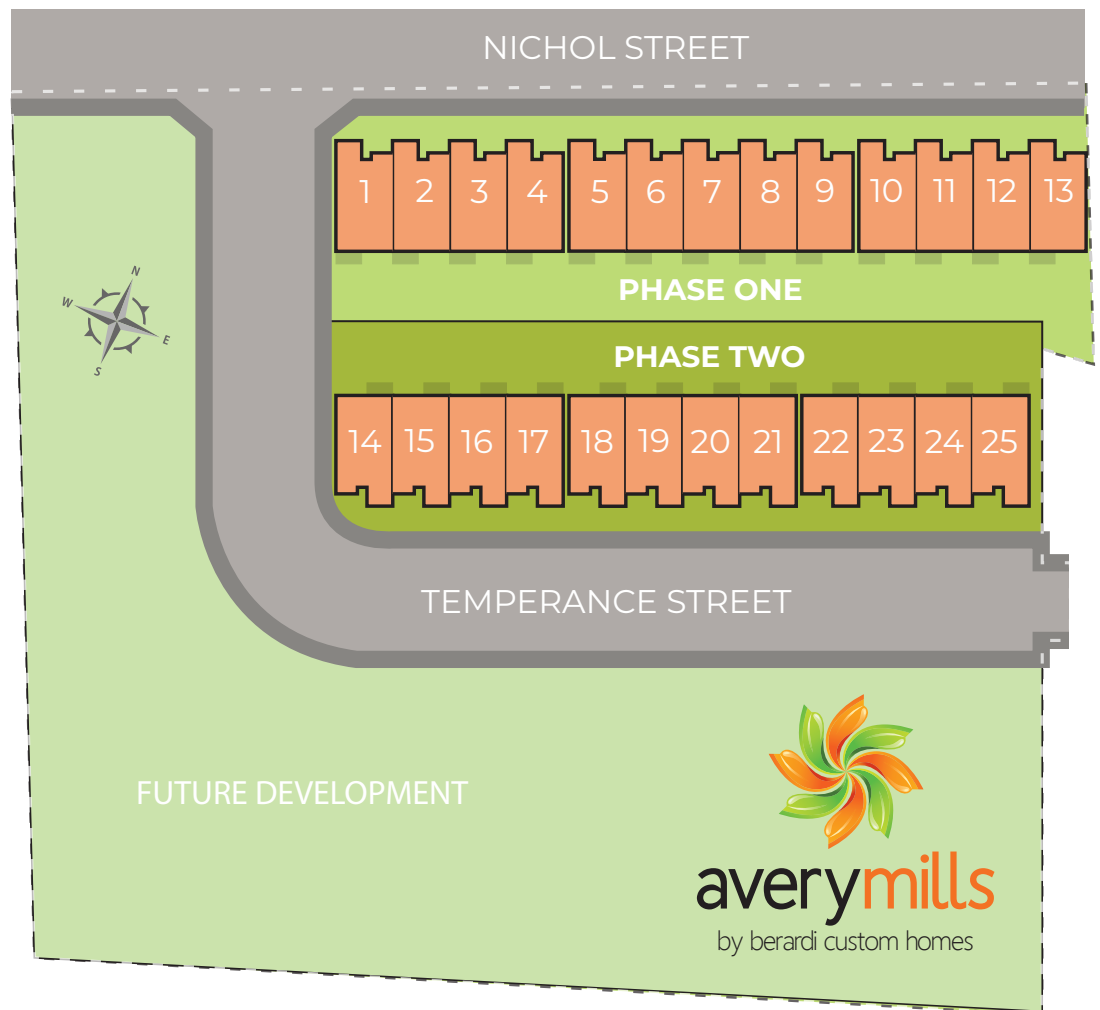 NICHOL STREET
1 2 3 4 5 6 7 8 9 10 11 12 13
PHASE ONE
N
W
E
S
PHASE TWO
14 15 16 17 18 19 20 21 22 23 24 25
TEMPERANCE STREET
FUTURE DEVELOPMENT
averymills
by berardi custom homes